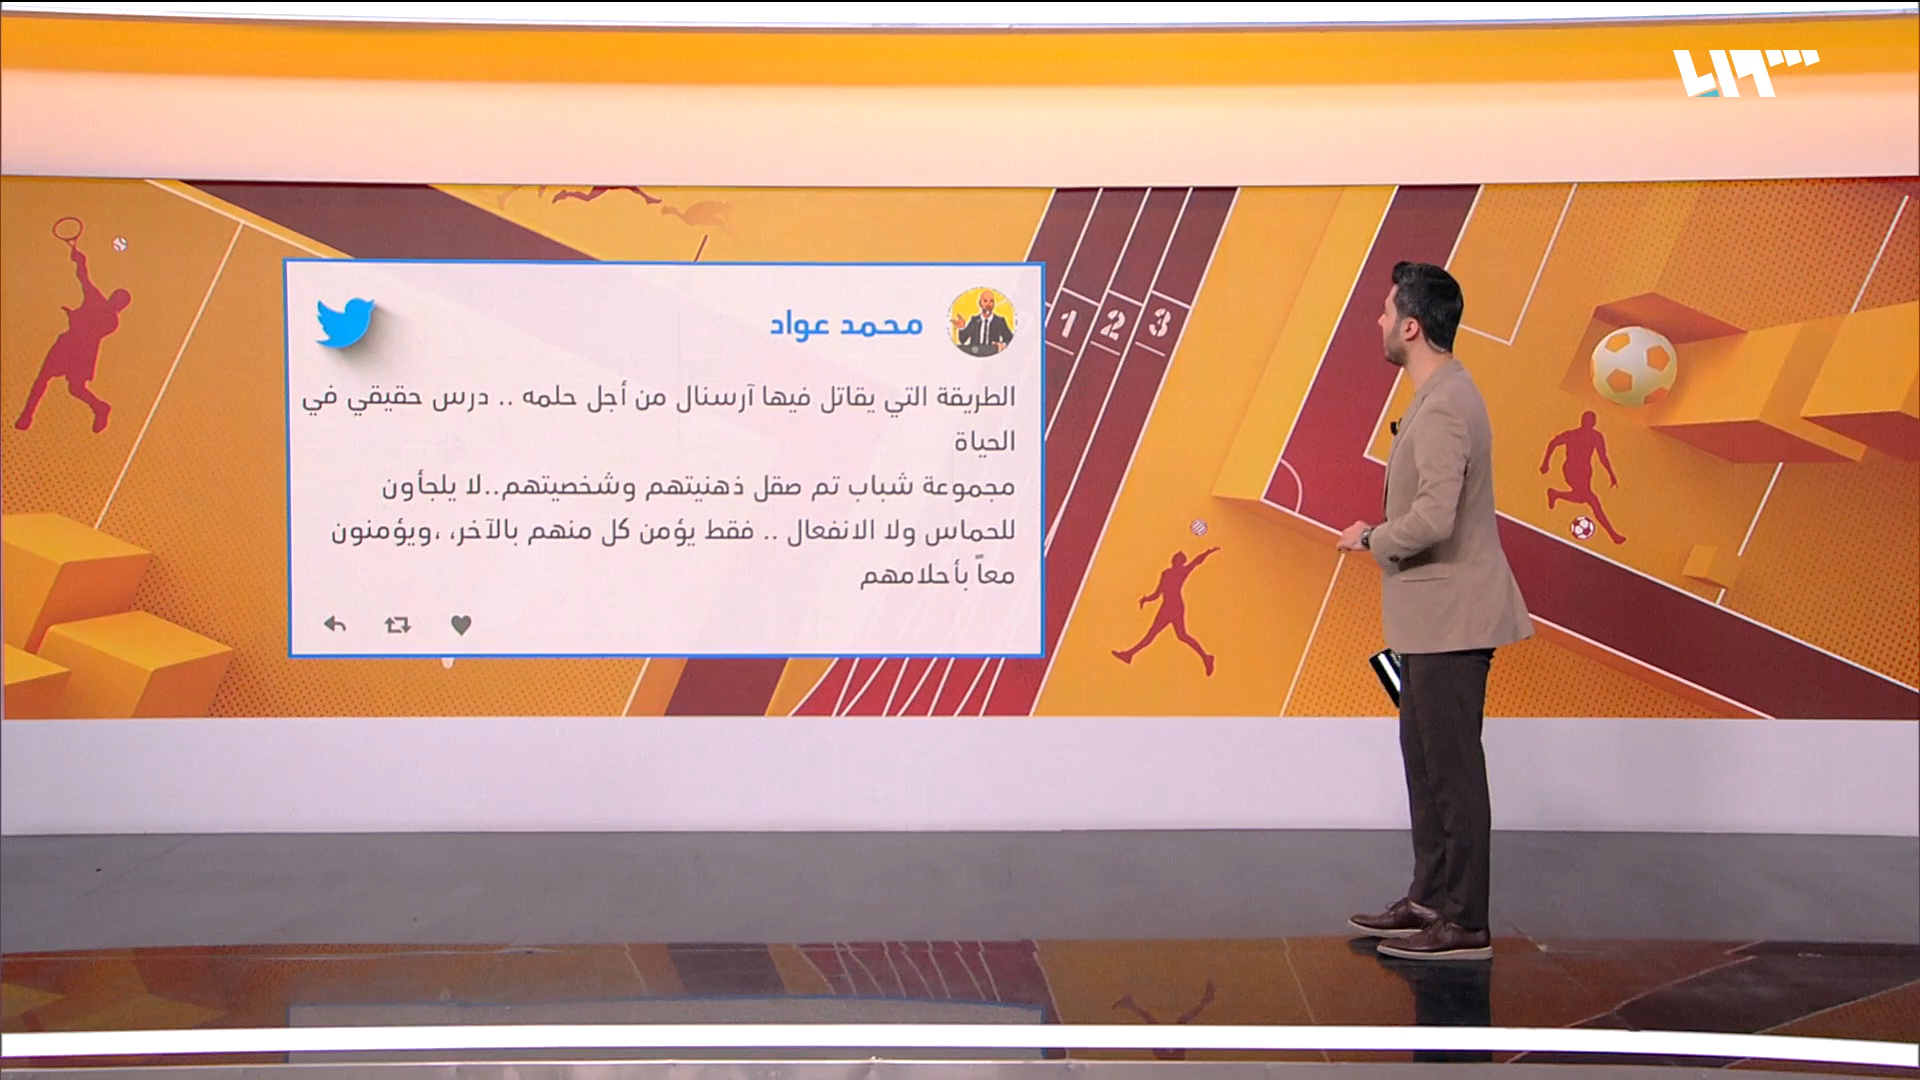 محمد عواد
الطريقة التي يقاتل فيها آرسنال من أجل حلمه .. درس حقيقي في
الحياة
مجموعة شباب تم صقل ذهنيتهم وشخصيتهم..لا يلجأون
للحماس ولا الانفعال .. فقط يؤمن كل منهم بالآخر، ،ويؤمنون
معاً بأحلامهم
1 2 3